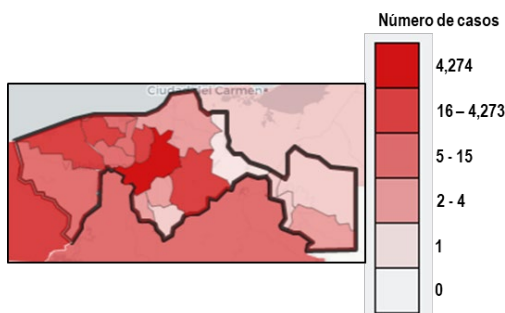 Número de casos
4,274
16 – 4,273
5 - 15
2 - 4
1
0
Ciudad del Carmen